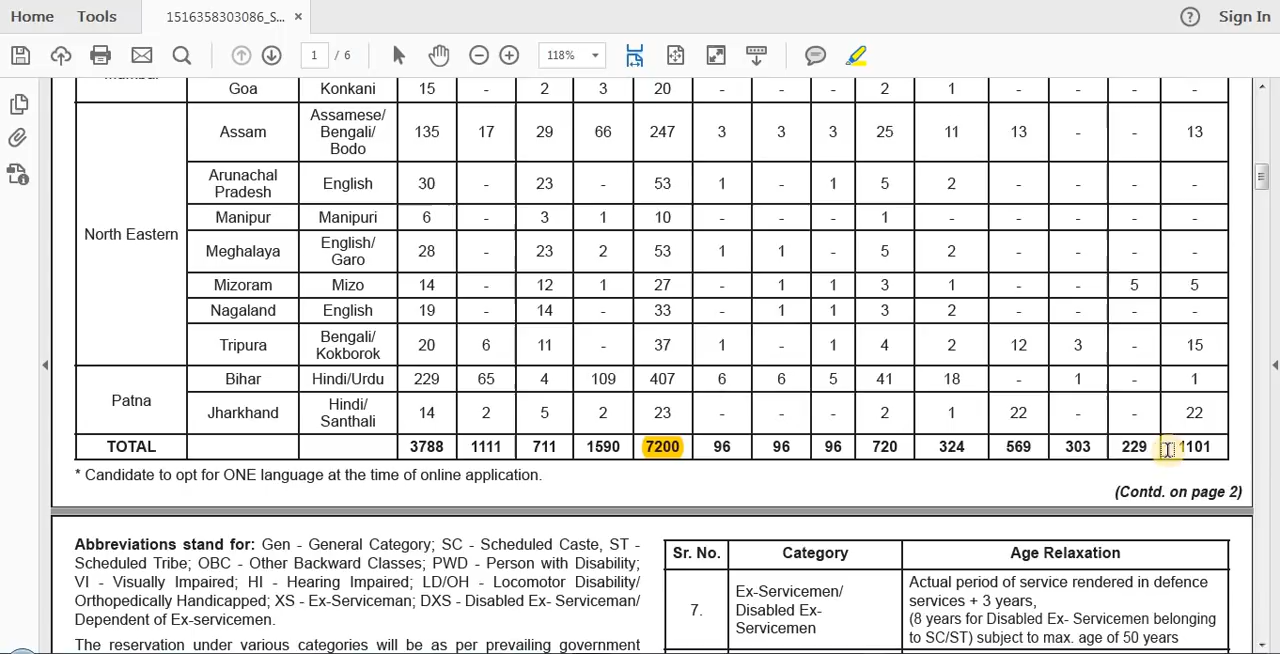 Home Tools 1516358303086_S... × ? Sign In
1 / 6 118%
Goa Konkani 15 - 2 3 20 - - - 2 1 - - - -
Assamese/
Bengali/
Bodo
Assam 135 17 29 66 247 3 3 3 25 11 13 - - 13
Arunachal
Pradesh
English 30 - 23 - 53 1 - 1 5 2 - - - -
North Eastern
Manipur Manipuri 6 - 3 1 10 - - - 1 - - - - -
Meghalaya
English/
Garo
28 - 23 2 53 1 1 - 5 2 - - - -
Mizoram Mizo 14 - 12 1 27 - 1 1 3 1 - - 5 5
Nagaland English 19 - 14 - 33 - 1 1 3 2 - - - -
Tripura
Bengali/
Kokborok
20 6 11 - 37 1 - 1 4 2 12 3 - 15
Patna
Bihar Hindi/Urdu 229 65 4 109 407 6 6 5 41 18 - 1 - 1
Jharkhand
Hindi/
Santhali
14 2 5 2 23 - - - 2 1 22 - - 22
TOTAL 3788 1111 711 1590 7200 96 96 96 720 324 569 303 229 1101
* Candidate to opt for ONE language at the time of online application.
(Contd. on page 2)
Abbreviations stand for: Gen - General Category; SC - Scheduled Caste, ST -
Scheduled Tribe; OBC - Other Backward Classes; PWD - Person with Disability;
VI - Visually Impaired; HI - Hearing Impaired; LD/OH - Locomotor Disability/
Orthopedically Handicapped; XS - Ex-Serviceman; DXS - Disabled Ex- Serviceman/
Dependent of Ex-servicemen.
The reservation under various categories will be as per prevailing government
Sr. No. Category Age Relaxation
7.
Ex-Servicemen/
Disabled Ex-
Servicemen
Actual period of service rendered in defence
services + 3 years,
(8 years for Disabled Ex- Servicemen belonging
to SC/ST) subject to max. age of 50 years